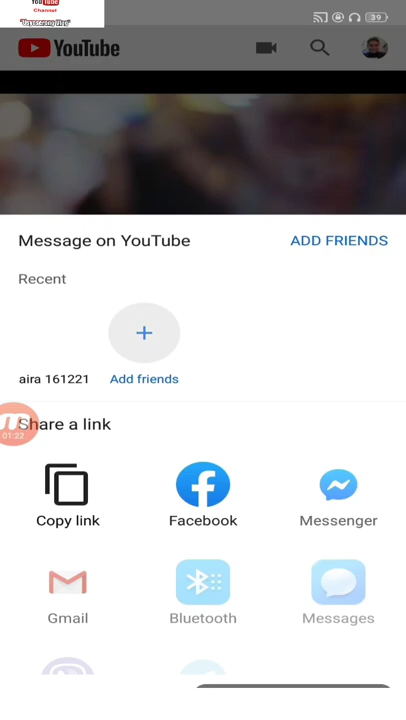 YouTube
Channel
39
YouTube
Message on YouTube
ADD FRIENDS
Recent
aira 161221
Add friends
Share a link
01:22
Copy link
Facebook
Messenger
Gmail
Bluetooth
Messages